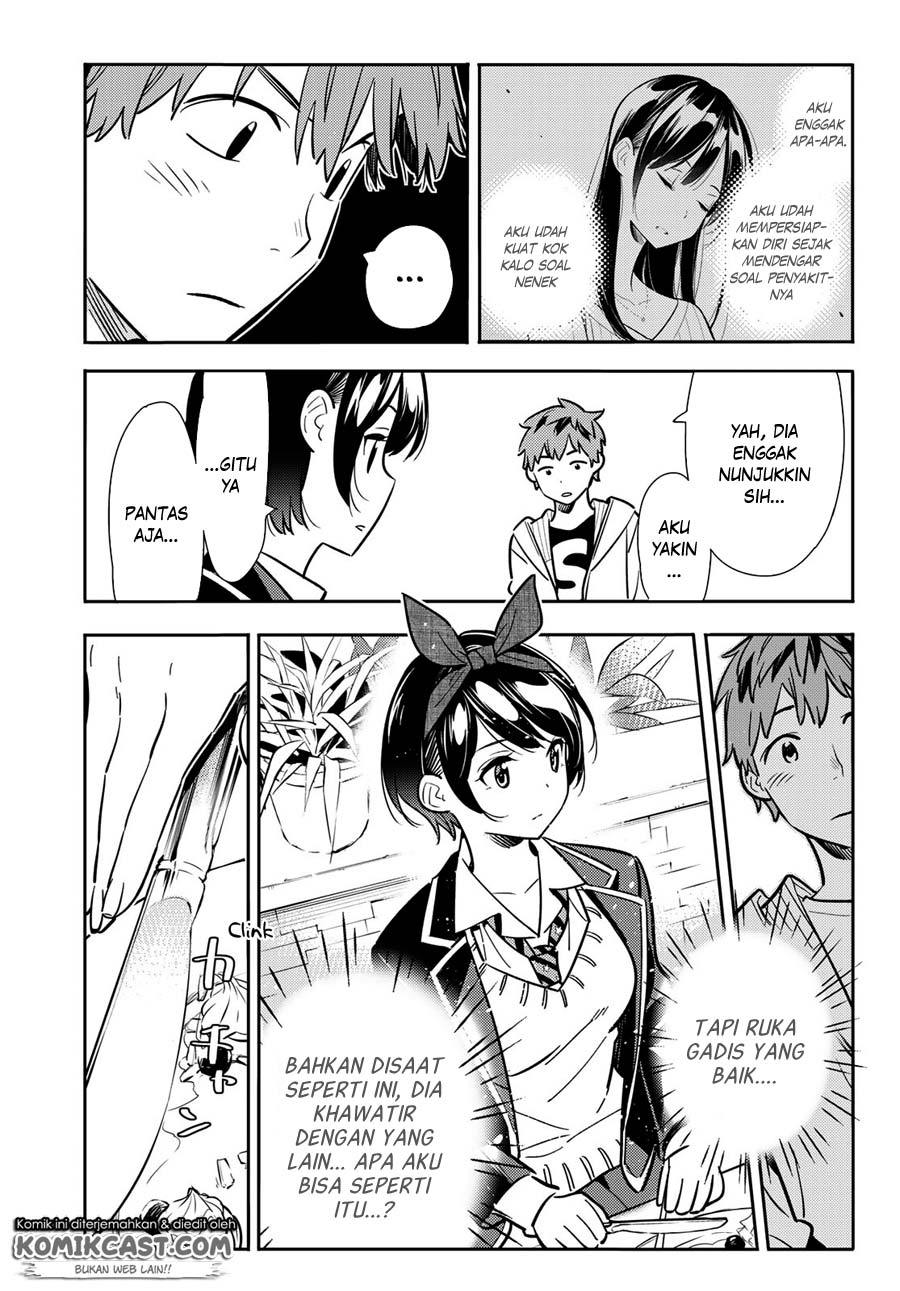 AKU
ENGGAK
APA-APA.
AKU UDAH
MEMPERSIAP-
KAN DIRI SEJAK
MENDENGAR
SOAL PENYAKIT-
NYA
AKU UDAH
KUAT KOK
KALO SOAL
NENEK
...
YAH, DIA
ENGGAK
NUNJUKKIN
SIH...
AKU
YAKIN
...
...GITU
YA
PANTAS
AJA...
S
TAPI RUKA
GADIS YANG
BAIK....
BAHKAN DISAAT
SEPERTI INI, DIA
KHAWATIR
DENGAN YANG
LAIN... APA AKU
BISA SEPERTI
ITU...?
Clink
カチャ
Komik ini diterjemahkan & diedit oleh
KOMIKCAST.COM
BUKAN WEB LAIN!!